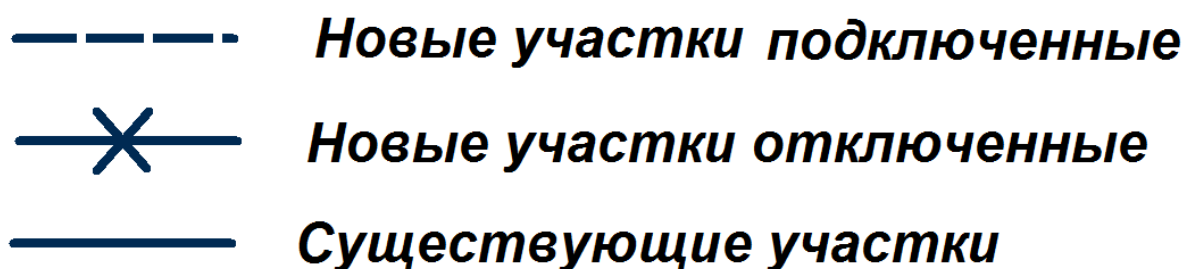 Новые участки подключенные
Новые участки отключенные
Существующие участки